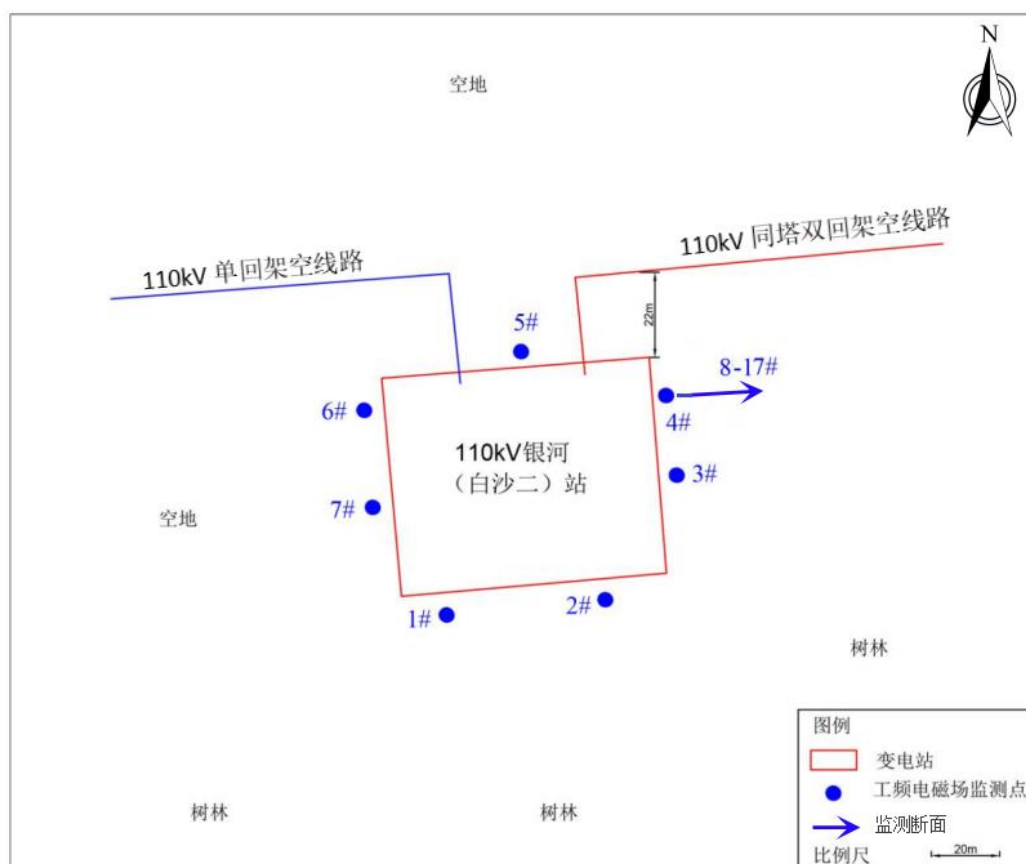 N
空地
110kV 同塔双回架空线路
110kV 单回架空线路
22m
5#
8-17#
6#
4#
110kV银河
（白沙二）站
3#
7#
空地
1#
2#
树林
图例
变电站
工频电磁场监测点
监测断面
比例尺
20m
树林
树林